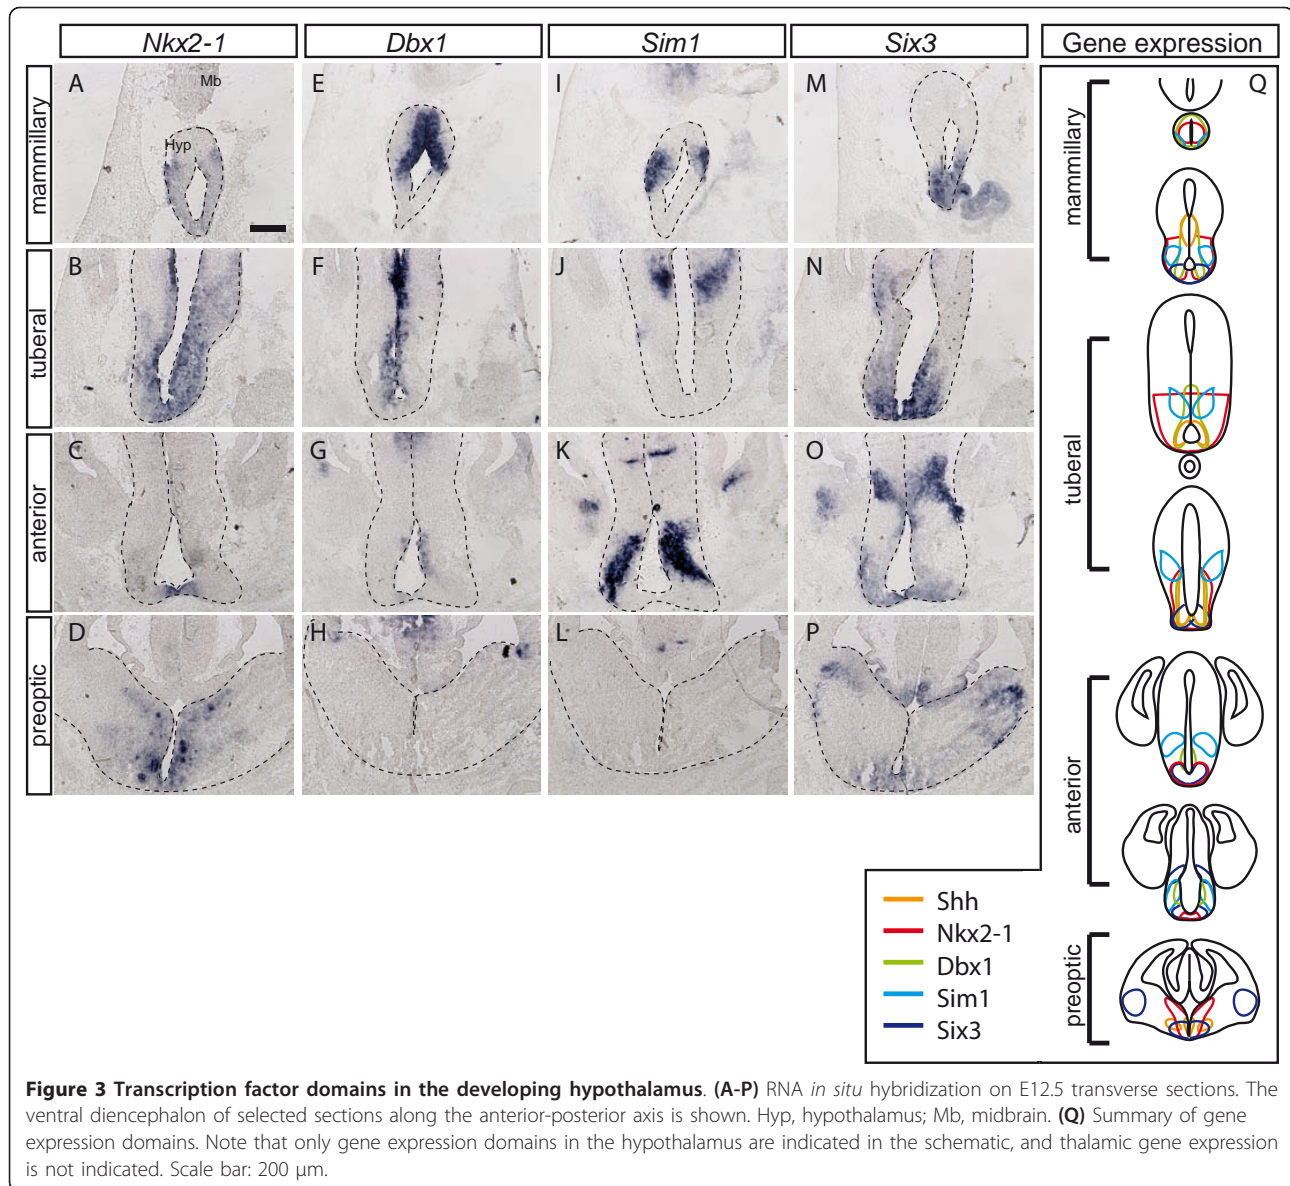 Nkx2-1 Dbx1 Sim1 Six3 Gene expression
mammillary
A Mb Hyp
E
I
M
Q
tuberal
B
F
J
N
anterior
C
G
K
O
preoptic
D
H
L
P
mammillary
tuberal
anterior
preoptic
Shh
Nkx2-1
Dbx1
Sim1
Six3
Figure 3 Transcription factor domains in the developing hypothalamus. (A-P) RNA in situ hybridization on E12.5 transverse sections. The
ventral diencephalon of selected sections along the anterior-posterior axis is shown. Hyp, hypothalamus; Mb, midbrain. (Q) Summary of gene
expression domains. Note that only gene expression domains in the hypothalamus are indicated in the schematic, and thalamic gene expression
is not indicated. Scale bar: 200 μm.